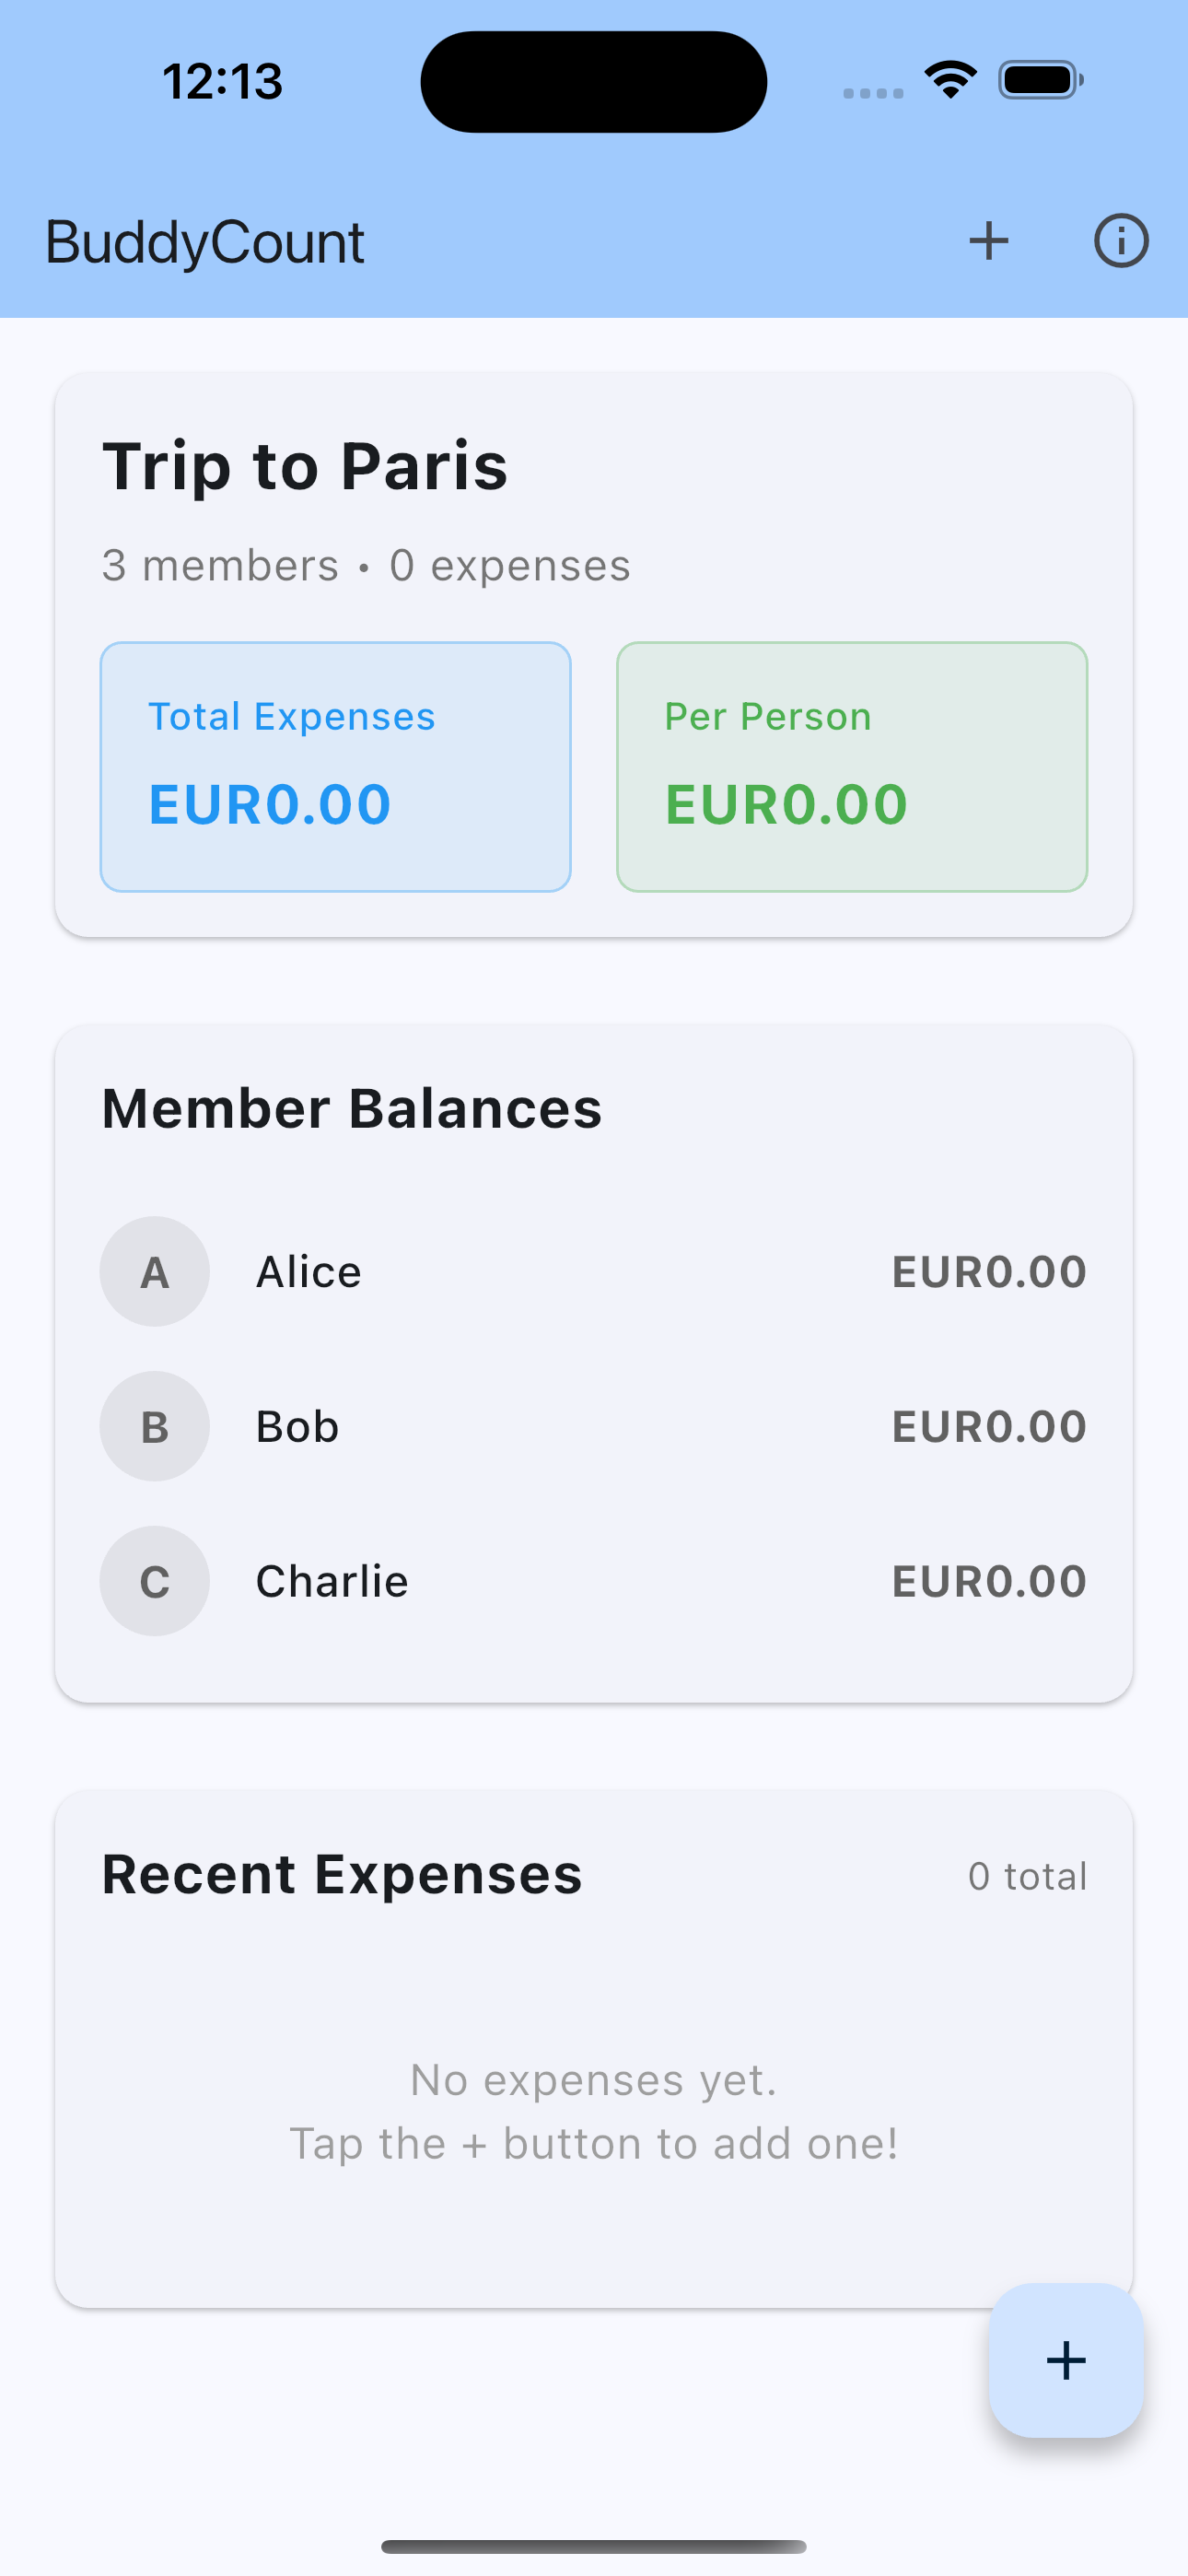 12:13
BuddyCount
+
Trip to Paris
3 members • 0 expenses
Total Expenses
Per Person
EUR0.00
EUR0.00
Member Balances
A Alice EUR0.00
B Bob EUR0.00
C Charlie EUR0.00
Recent Expenses 0 total
No expenses yet.
Tap the + button to add one!
+